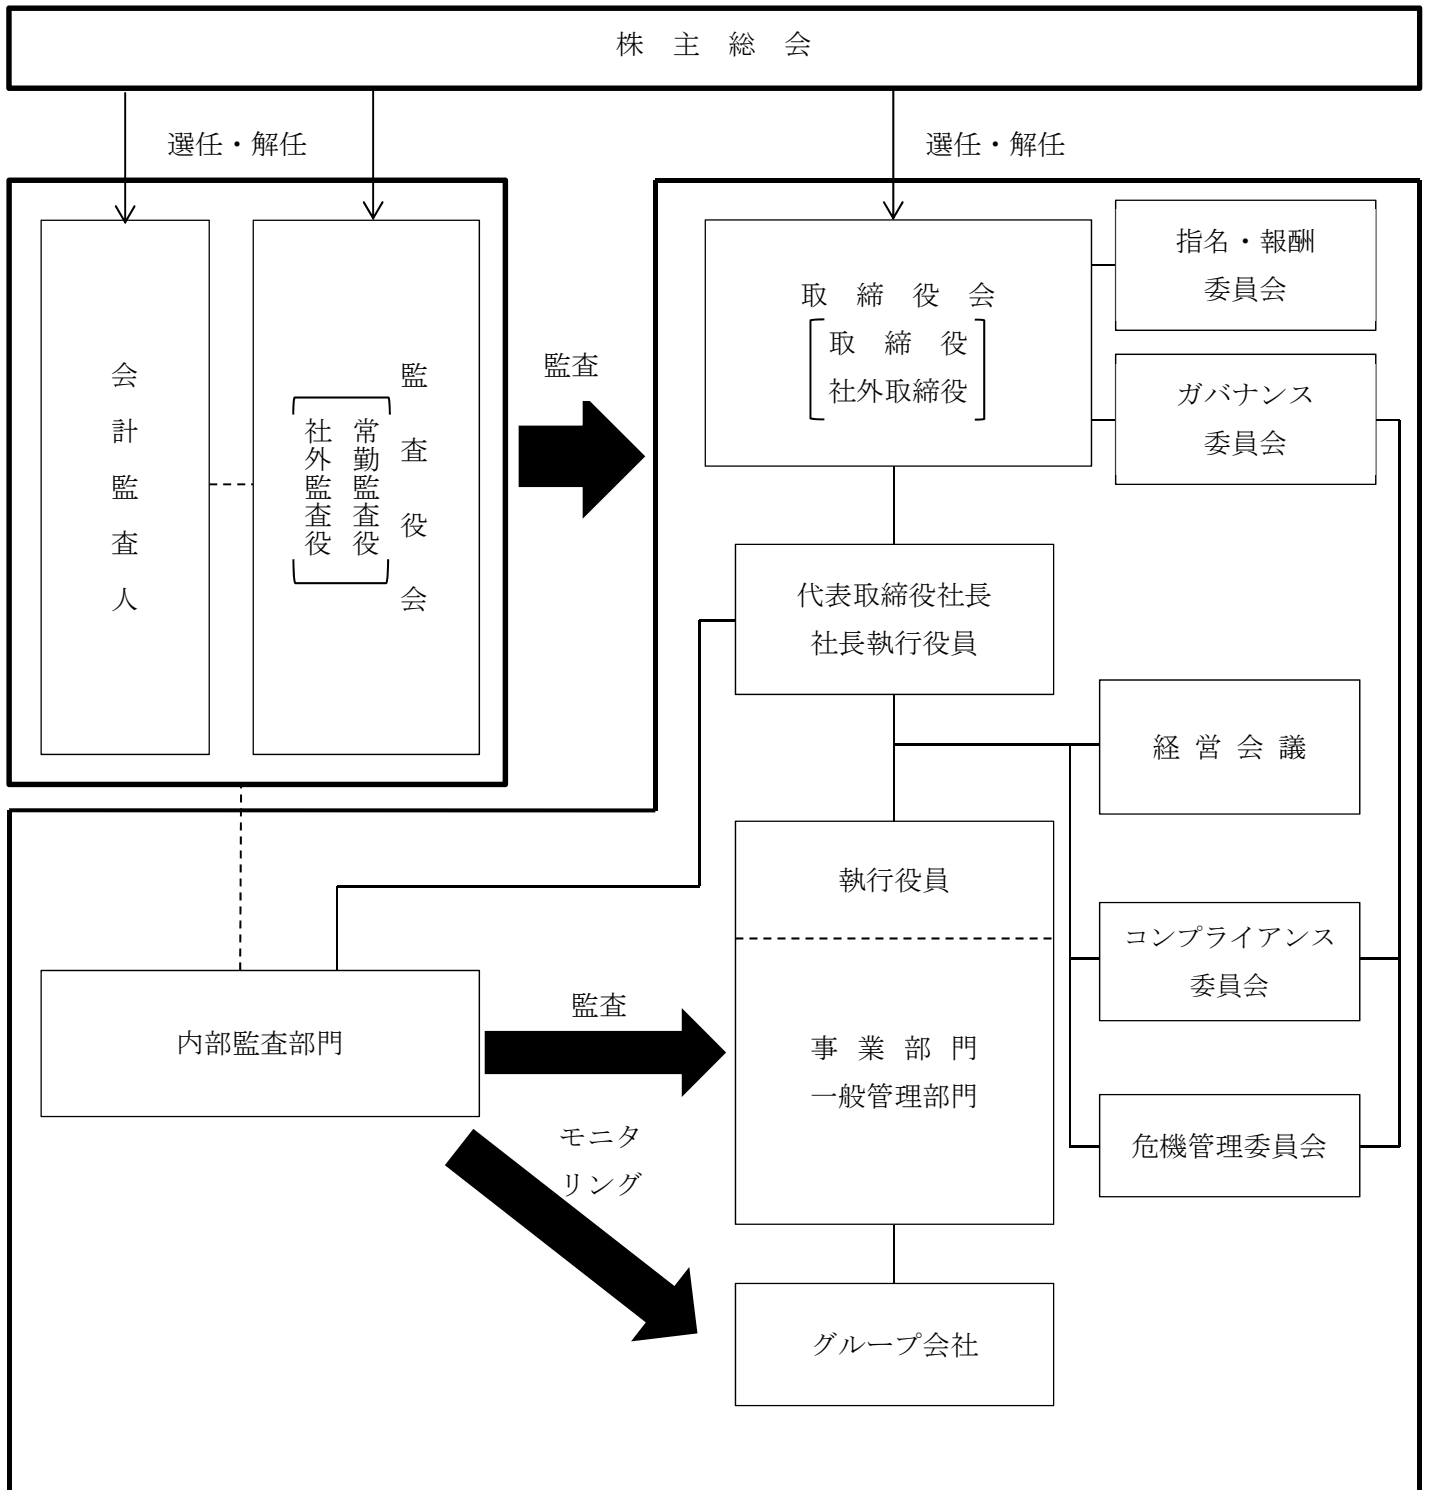 株主総会
選任・解任
選任・解任
会計監査人
監査役会
常勤監査役
社外監査役
監査
取締役会
取締役
社外取締役
指名・報酬
委員会
ガバナンス
委員会
代表取締役社長
社長執行役員
経営会議
執行役員
事業部門
一般管理部門
コンプライアンス
委員会
危機管理委員会
内部監査部門
監査
モニタ
リング
グループ会社